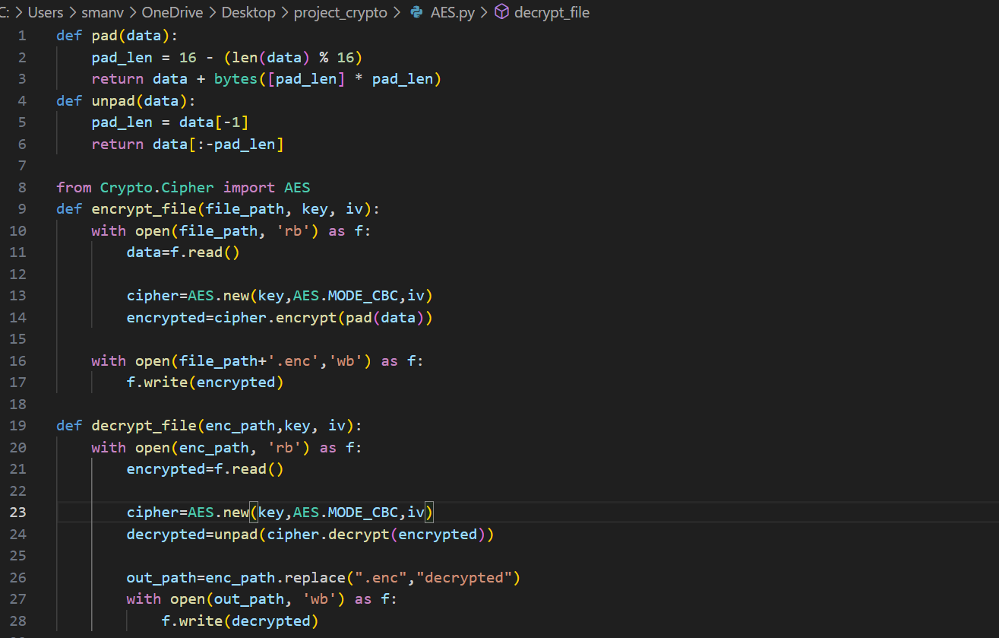 C: > Users > smanv > OneDrive > Desktop > project_crypto > AES.py > decrypt_file
1 def pad(data):
2     pad_len = 16 - (len(data) % 16)
3     return data + bytes([pad_len] * pad_len)
4 def unpad(data):
5     pad_len = data[-1]
6     return data[:-pad_len]
7
8 from Crypto.Cipher import AES
9 def encrypt_file(file_path, key, iv):
10     with open(file_path, 'rb') as f:
11         data=f.read()
12
13         cipher=AES.new(key,AES.MODE_CBC,iv)
14         encrypted=cipher.encrypt(pad(data))
15
16     with open(file_path+'.enc','wb') as f:
17         f.write(encrypted)
18
19 def decrypt_file(enc_path,key, iv):
20     with open(enc_path, 'rb') as f:
21         encrypted=f.read()
22
23         cipher=AES.new(key,AES.MODE_CBC,iv)
24         decrypted=unpad(cipher.decrypt(encrypted))
25
26         out_path=enc_path.replace(".enc","decrypted")
27         with open(out_path, 'wb') as f:
28             f.write(decrypted)